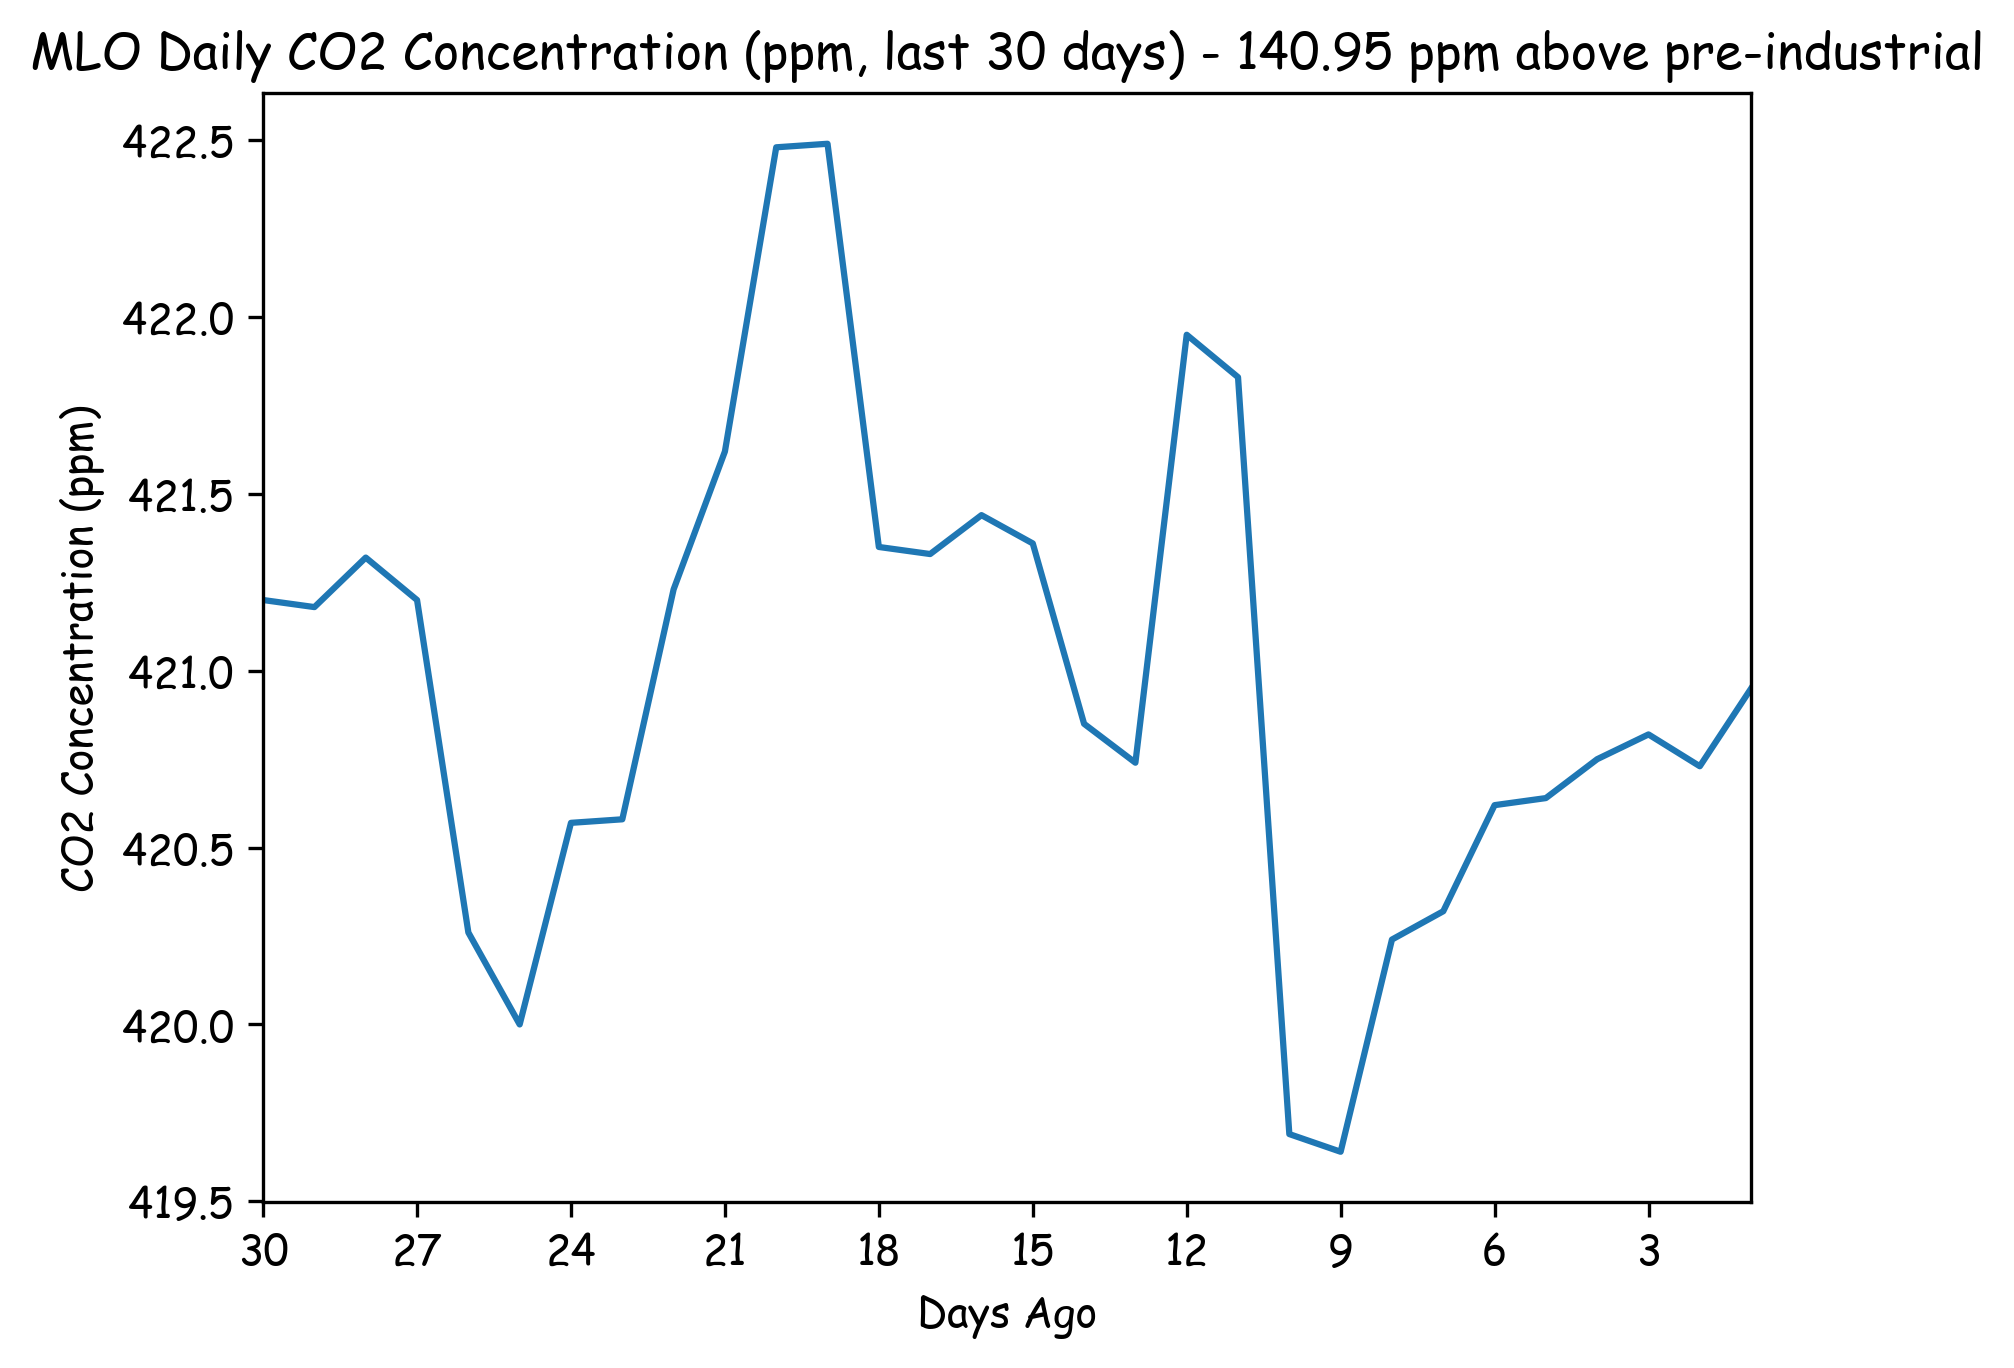 MLO Daily CO2 Concentration (ppm, last 30 days) - 140.95 ppm above pre-industrial
CO2 Concentration (ppm)
422.5
422.0
421.5
421.0
420.5
420.0
419.5
30 27 24 21 18 15 12 9 6 3
Days Ago